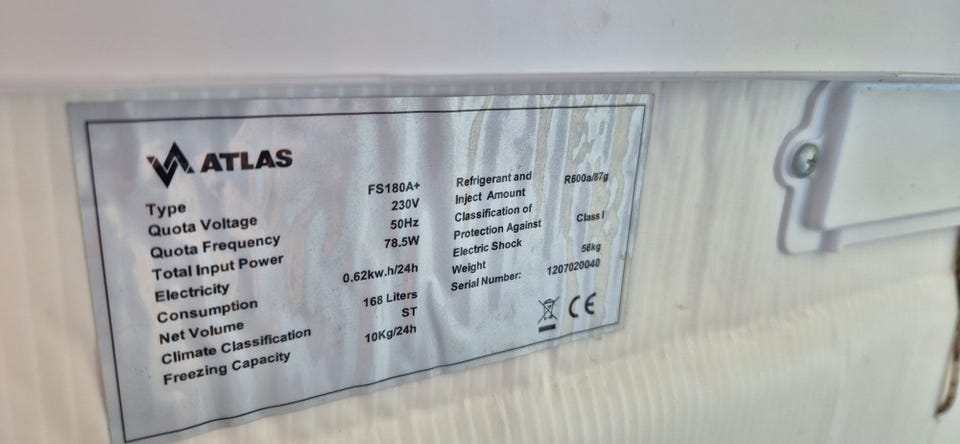 ATLAS
Type FS180A+
Quota Voltage 230V
Quota Frequency 50Hz
Total Input Power 78.5W
Electricity
Consumption 0.62kw.h/24h
Net Volume 168 Liters
Climate Classification ST
Freezing Capacity 10Kg/24h
Refrigerant and
Inject Amount R600a/87g
Classification of
Protection Against Class I
Electric Shock
Weight 56kg
Serial Number: 1207020040
CE